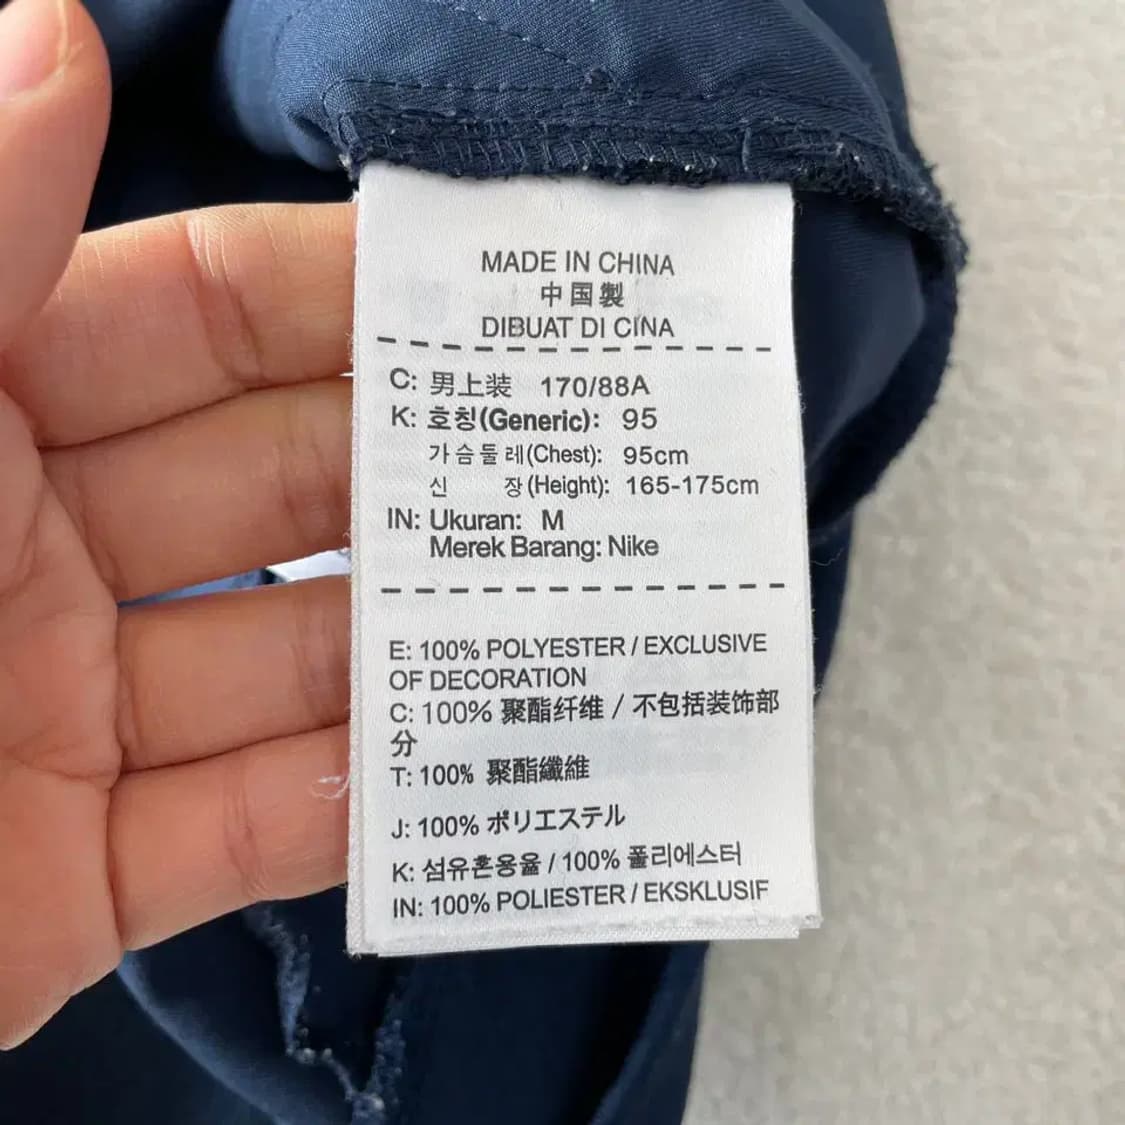 MADE IN CHINA
中国製
DIBUAT DI CINA
C: 男上装 170/88A
K: 호칭(Generic): 95
가슴둘레(Chest): 95cm
신 장(Height): 165-175cm
IN: Ukuran: M
Merek Barang: Nike
E: 100% POLYESTER / EXCLUSIVE
OF DECORATION
C: 100% 聚酯纤维 / 不包括装饰部
分
T: 100% 聚酯纖維
J: 100% ポリエステル
K: 섬유혼용율 / 100% 폴리에스터
IN: 100% POLIESTER / EKSKLUSIF